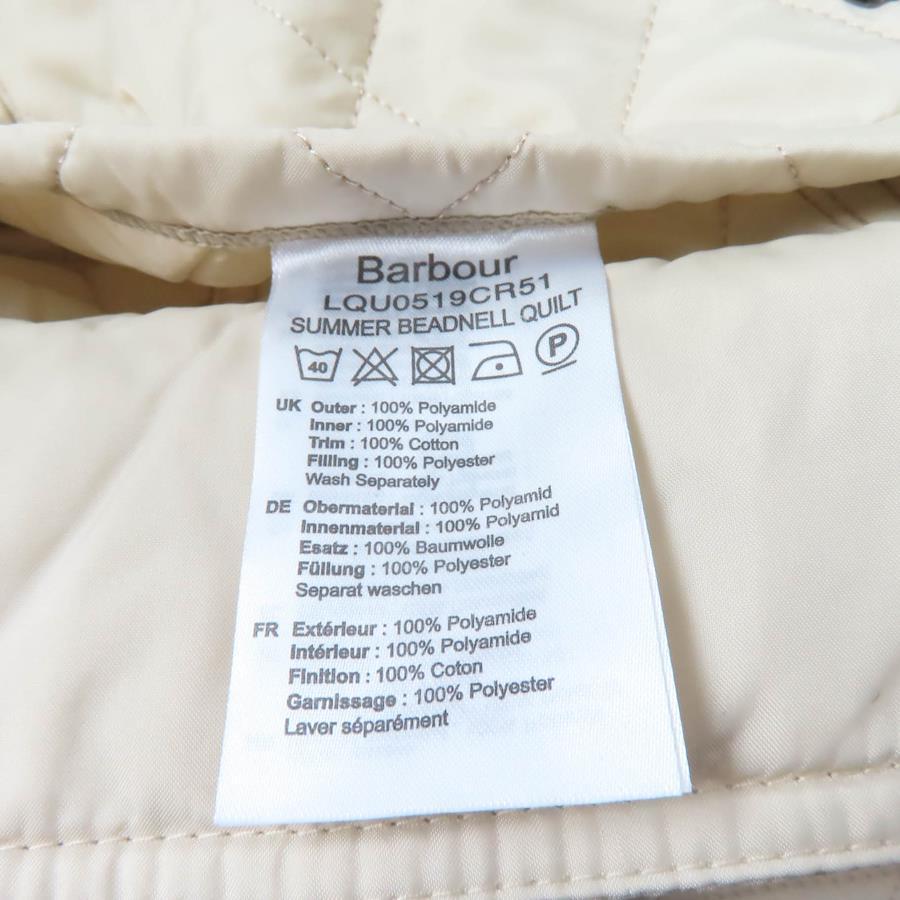 Barbour
LQU0519CR51
SUMMER BEADNELL QUILT
40 P
UK Outer : 100% Polyamide
Inner : 100% Polyamide
Trim : 100% Cotton
Filling : 100% Polyester
Wash Separately
DE Obermaterial : 100% Polyamid
Innenmaterial : 100% Polyamid
Esatz : 100% Baumwolle
Füllung : 100% Polyester
Separat waschen
FR Extérieur : 100% Polyamide
Intérieur : 100% Polyamide
Finition : 100% Coton
Garnissage : 100% Polyester
Laver séparément